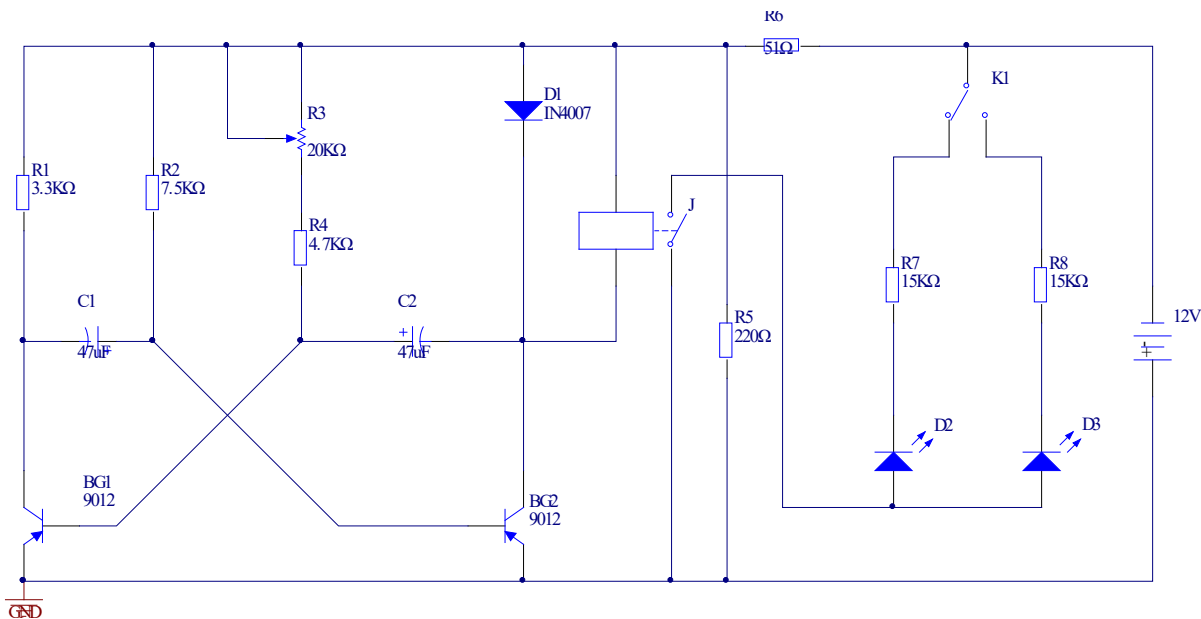 R6
51Ω
K1
D1
IN4007
R3
20KΩ
R1
3.3KΩ
R2
7.5KΩ
J
R4
4.7KΩ
R7
15KΩ
R8
15KΩ
C1
47uF
+
C2
+
47uF
R5
220Ω
12V
+
-
D2
D3
BG1
9012
BG2
9012
GND